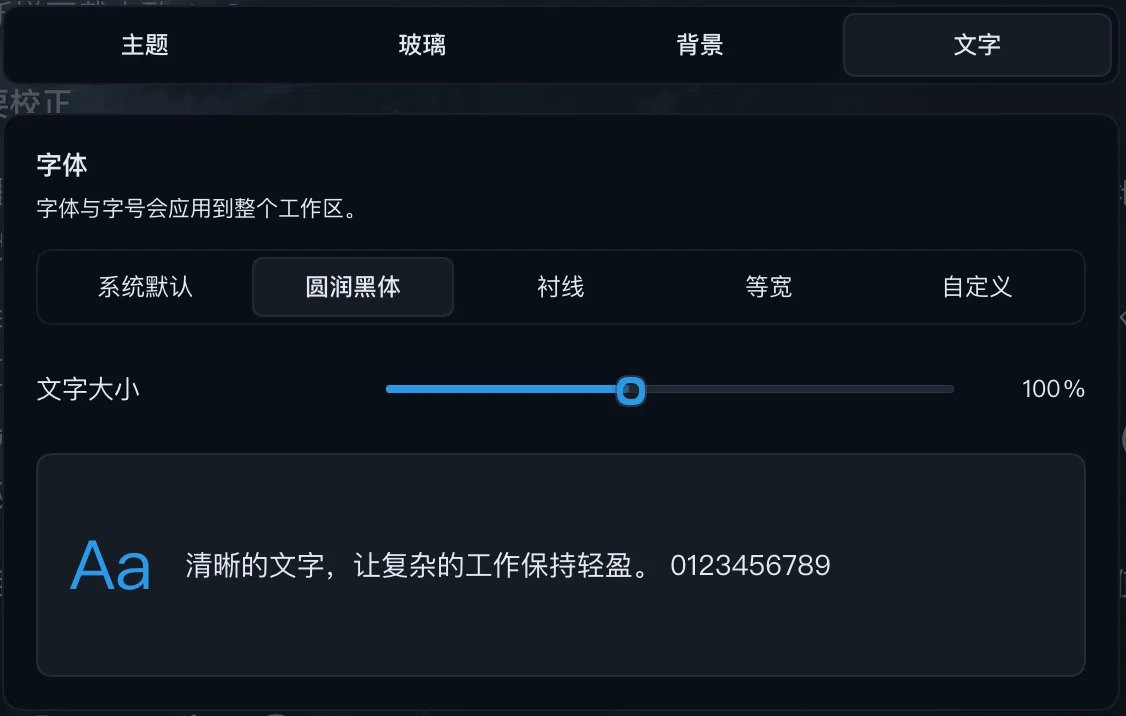 主题 玻璃 背景 文字
要校正
字体
字体与字号会应用到整个工作区。
系统默认 圆润黑体 衬线 等宽 自定义
文字大小 100%
Aa 清晰的文字，让复杂的工作保持轻盈。 0123456789